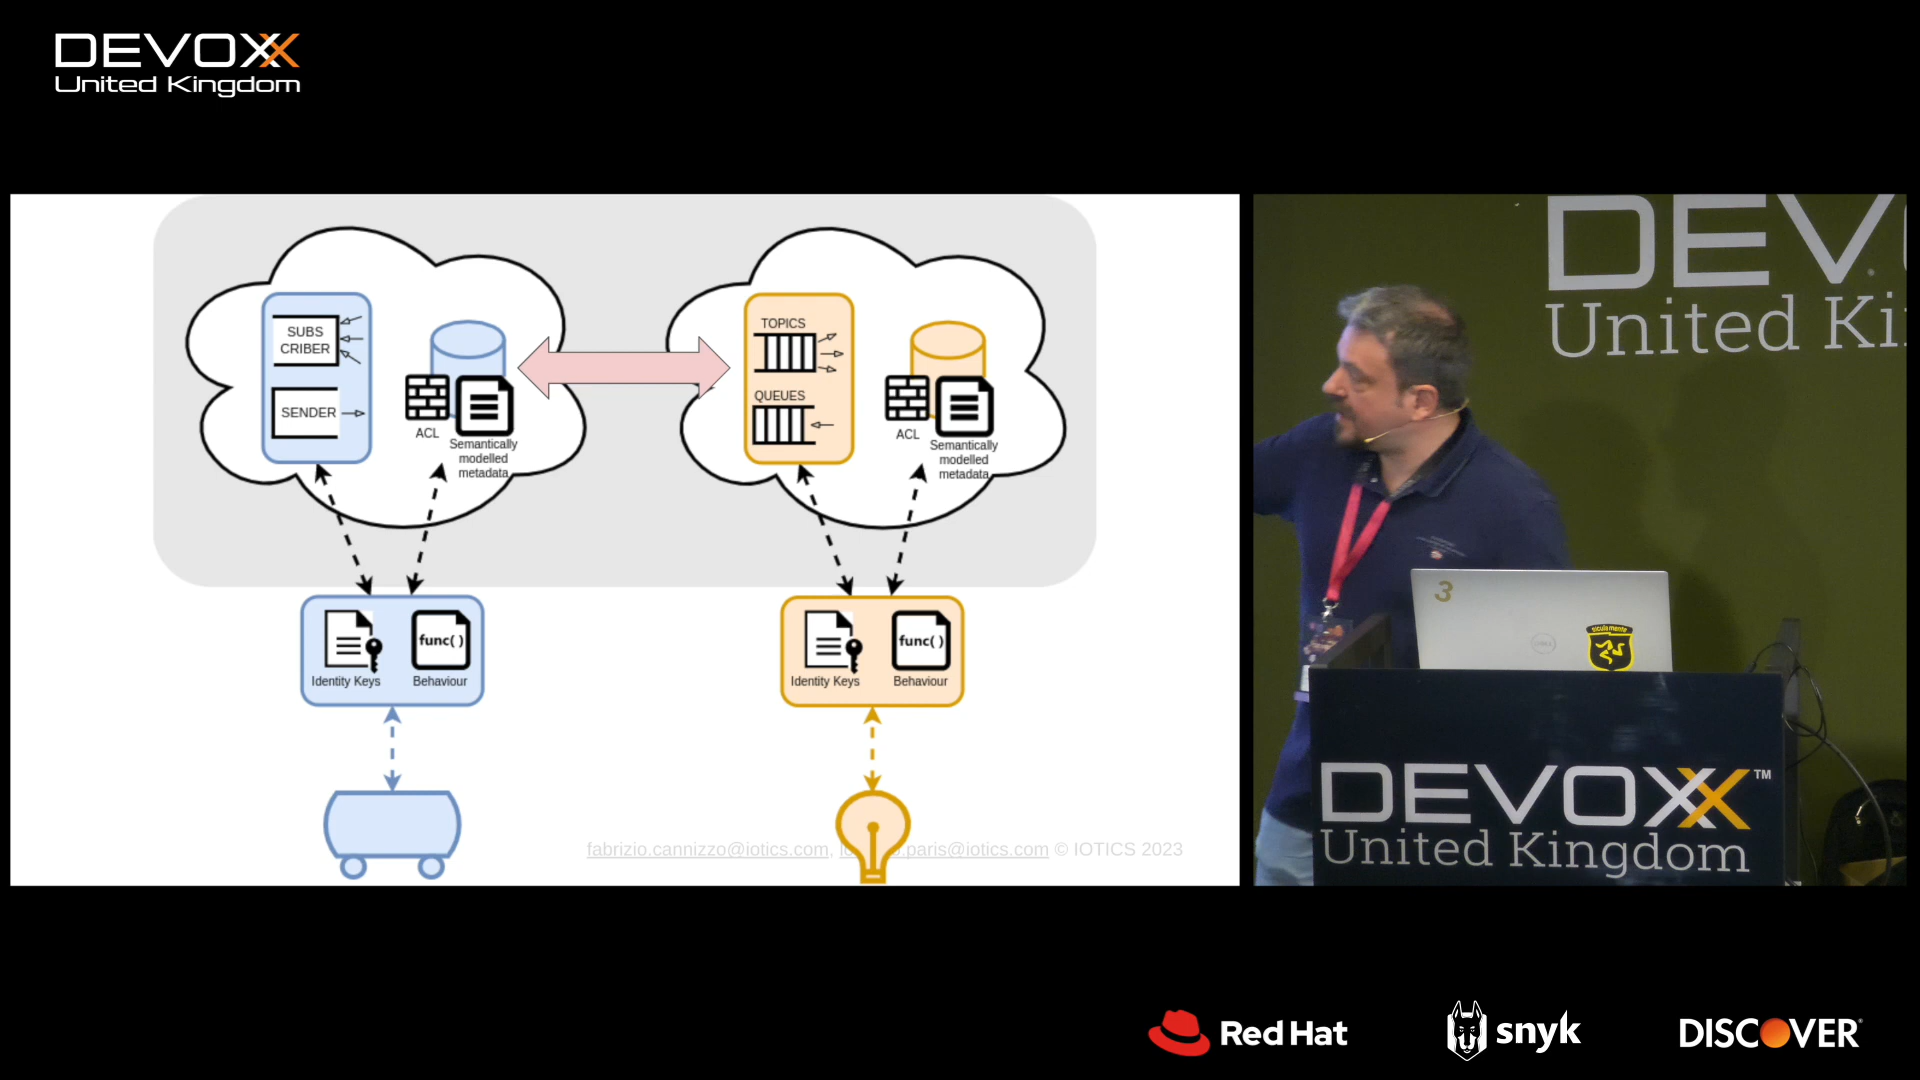 DEVOXX
United Kingdom
SUBS
CRIBER
SENDER
ACL
Semantically
modelled
metadata
TOPICS
QUEUES
ACL
Semantically
modelled
metadata
Identity Keys
func( )
Behaviour
Identity Keys
func( )
Behaviour
fabrizio.cannizzo@iotics.com, .paris@iotics.com © IOTICS 2023
DEV
United Ki
3
siculamente
DELL
DEVOXX™
United Kingdom
Red Hat
snyk
DISCOVER